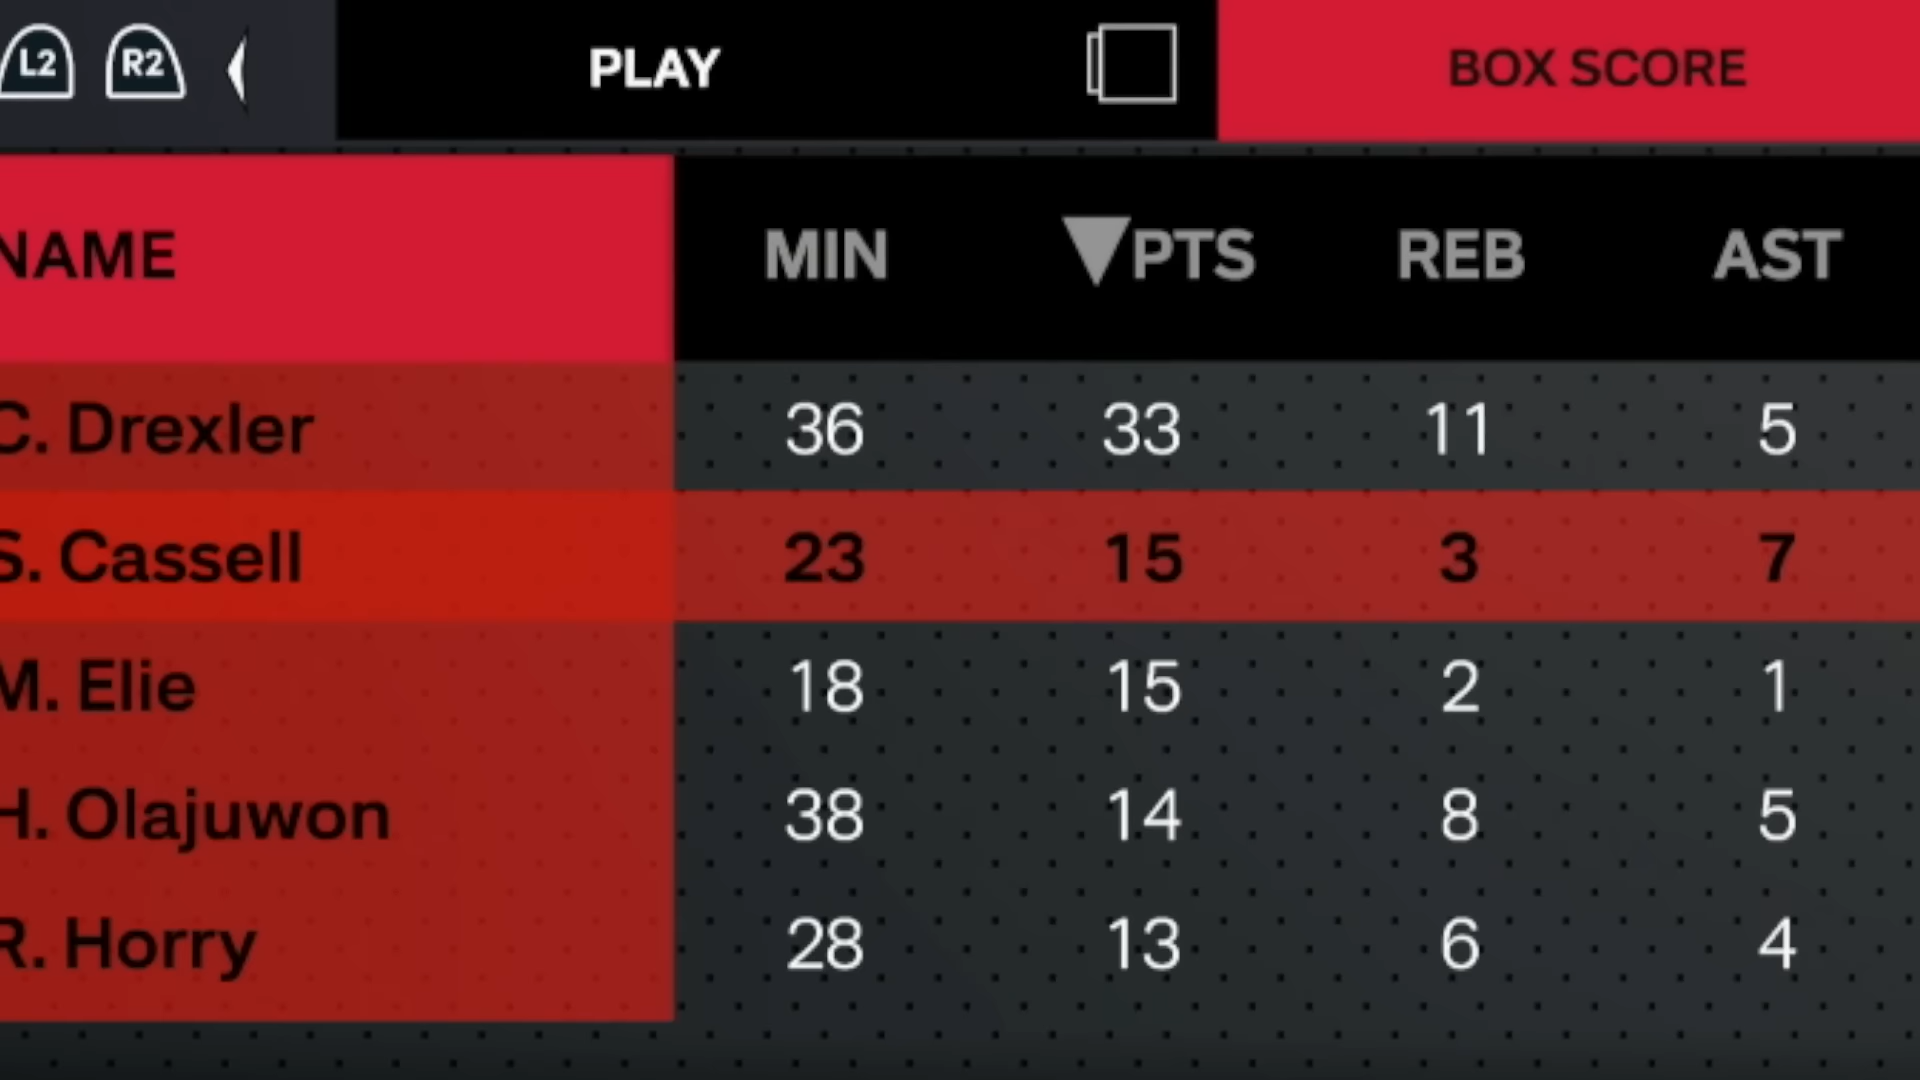 L2 R2 PLAY BOX SCORE
NAME MIN PTS REB AST
C. Drexler 36 33 11 5
S. Cassell 23 15 3 7
M. Elie 18 15 2 1
H. Olajuwon 38 14 8 5
R. Horry 28 13 6 4